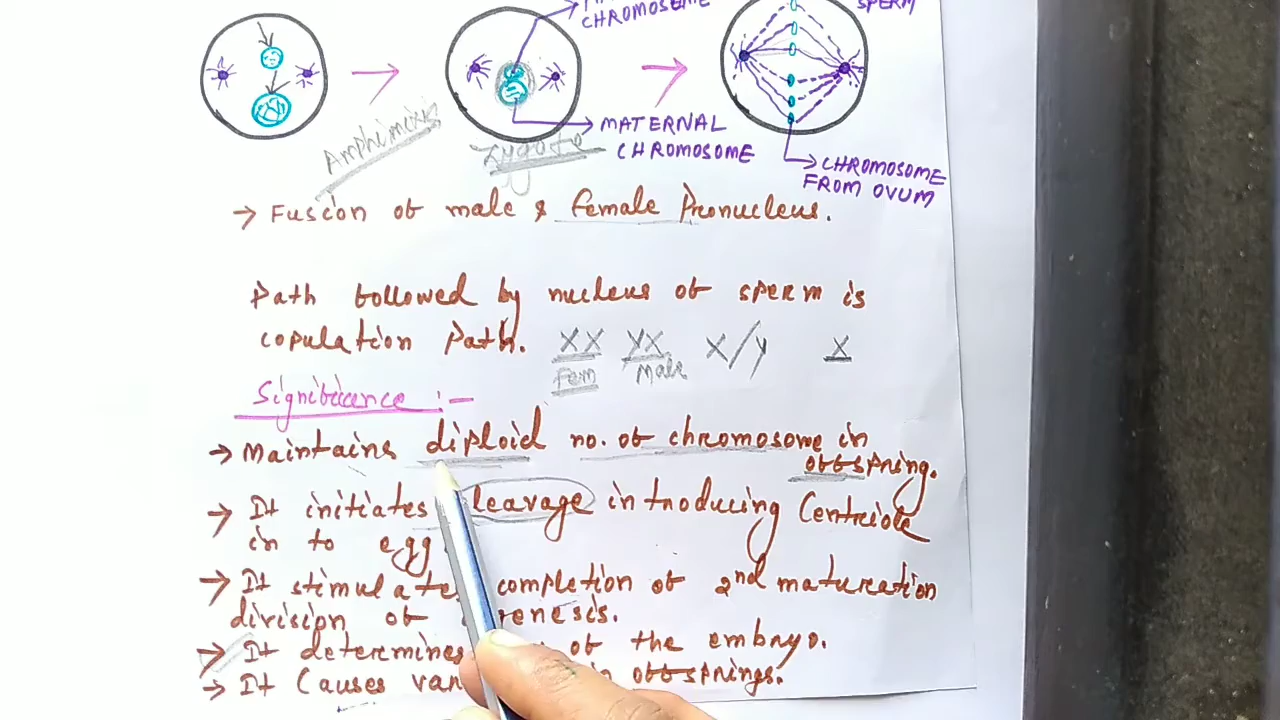 CHROMOSOME
SPERM
MATERNAL
CHROMOSOME
CHROMOSOME
FROM OVUM
Amphimixis
Zygote
→ Fusion of male & female Pronucleus.
Path followed by nucleus of sperm is
copulation Path. XX YX X/Y X
Fem Male
Significance :-
→ Maintains diploid no. of chromosome in
offspring.
→ It initiates cleavage introducing Centriole
in to egg
→ It stimulates completion of 2nd maturation
division of
→ It determines of the embryo.
→ It Causes in offsprings.